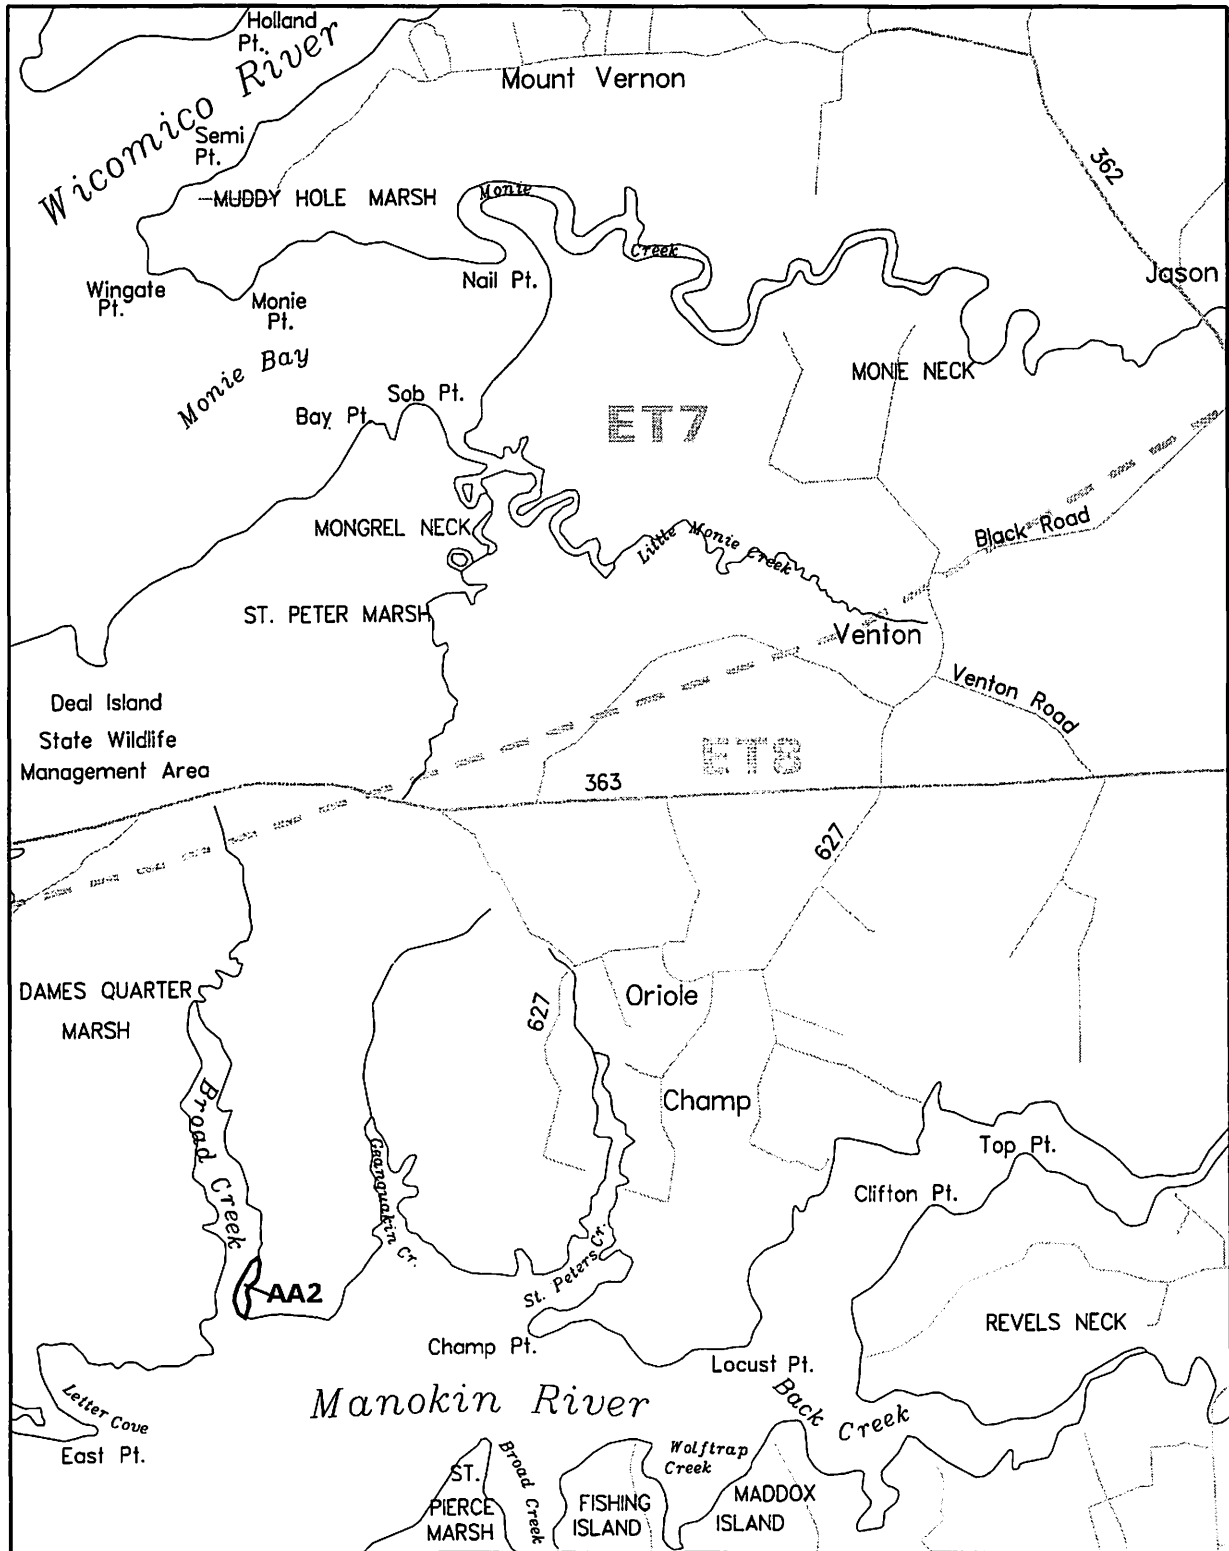 Holland
Pt.
Wicomico River
Mount Vernon
Semi
Pt.
362
MUDDY HOLE MARSH
Monie
Creek
Jason
Nail Pt.
Wingate
Pt.
Monie
Pt.
Monie Bay
MONIE NECK
Sob Pt.
Bay Pt.
ET7
MONGREL NECK
Black Road
Little Monie Creek
ST. PETER MARSH
Venton
Venton Road
Deal Island
State Wildlife
Management Area
ET8
363
627
DAMES QUARTER
MARSH
Oriole
627
Champ
Broad Creek
Geanquakin Cr.
Top Pt.
Clifton Pt.
St. Peters Cr.
AA2
REVELS NECK
Champ Pt.
Locust Pt.
Manokin River
Back Creek
Letter Cove
East Pt.
Broad Creek
Wolftrap
Creek
ST.
PIERCE
MARSH
FISHING
ISLAND
MADDOX
ISLAND